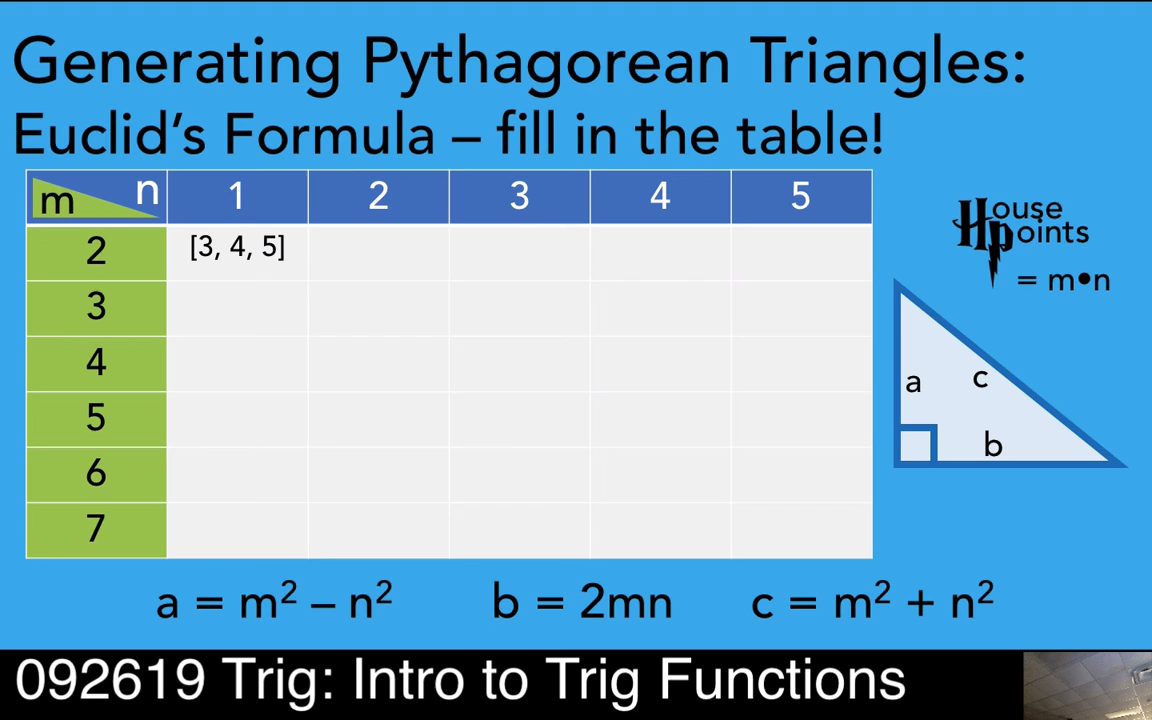 Generating Pythagorean Triangles:
Euclid's Formula – fill in the table!
m n 1 2 3 4 5
2 [3, 4, 5]
3
4
5
6
7
House
Points
= m•n
a c
b
a = m² – n² b = 2mn c = m² + n²
092619 Trig: Intro to Trig Functions